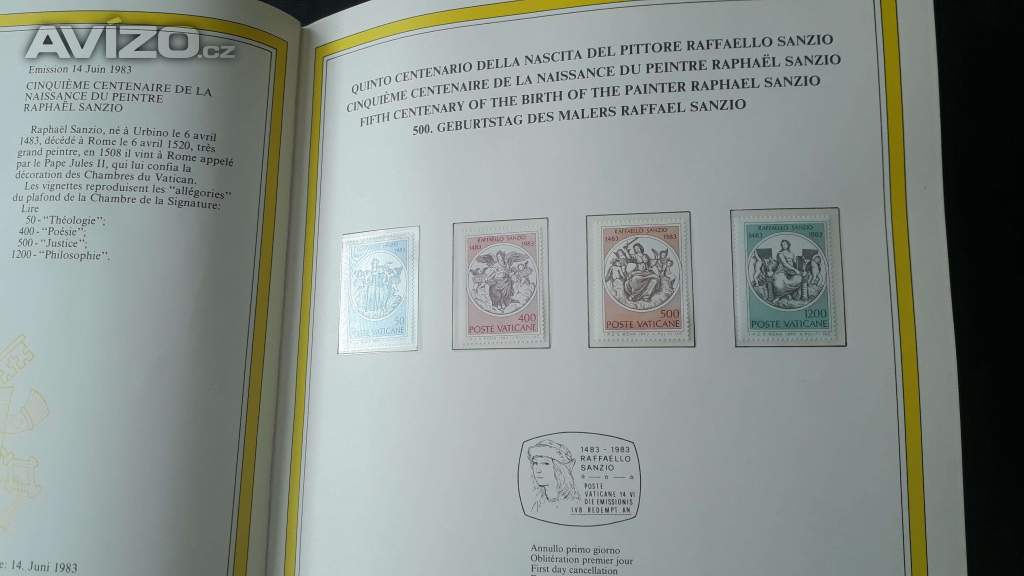 AVÍZO.cz
Emission 14 Juin 1983
CINQUIÈME CENTENAIRE DE LA
NAISSANCE DU PEINTRE
RAPHAËL SANZIO
Raphaël Sanzio, né à Urbino le 6 avril
1483, décédé à Rome le 6 avril 1520, très
grand peintre, en 1508 il vint à Rome appelé
par le Pape Jules II, qui lui confia la
décoration des Chambres du Vatican.
Les vignettes reproduisent les "allégories"
du plafond de la Chambre de la Signature:
Lire
50 - "Théologie";
400 - "Poésie";
500 - "Justice";
1200 - "Philosophie".
e: 14. Juni 1983
QUINTO CENTENARIO DELLA NASCITA DEL PITTORE RAFFAELLO SANZIO
CINQUIÈME CENTENAIRE DE LA NAISSANCE DU PEINTRE RAPHAËL SANZIO
FIFTH CENTENARY OF THE BIRTH OF THE PAINTER RAPHAEL SANZIO
500. GEBURTSTAG DES MALERS RAFFAEL SANZIO
50
RAFFAELLO SANZIO
1483 1983
400
POSTE VATICANE
RAFFAELLO SANZIO
1483 1983
500
POSTE VATICANE
RAFFAELLO SANZIO
1483 1983
1200
POSTE VATICANE
1483 - 1983
RAFFAELLO
SANZIO
POSTE
VATICANE 14 VI
DIE EMISSIONIS
IVB REDEMPT AN
Annullo primo giorno
Oblitération premier jour
First day cancellation